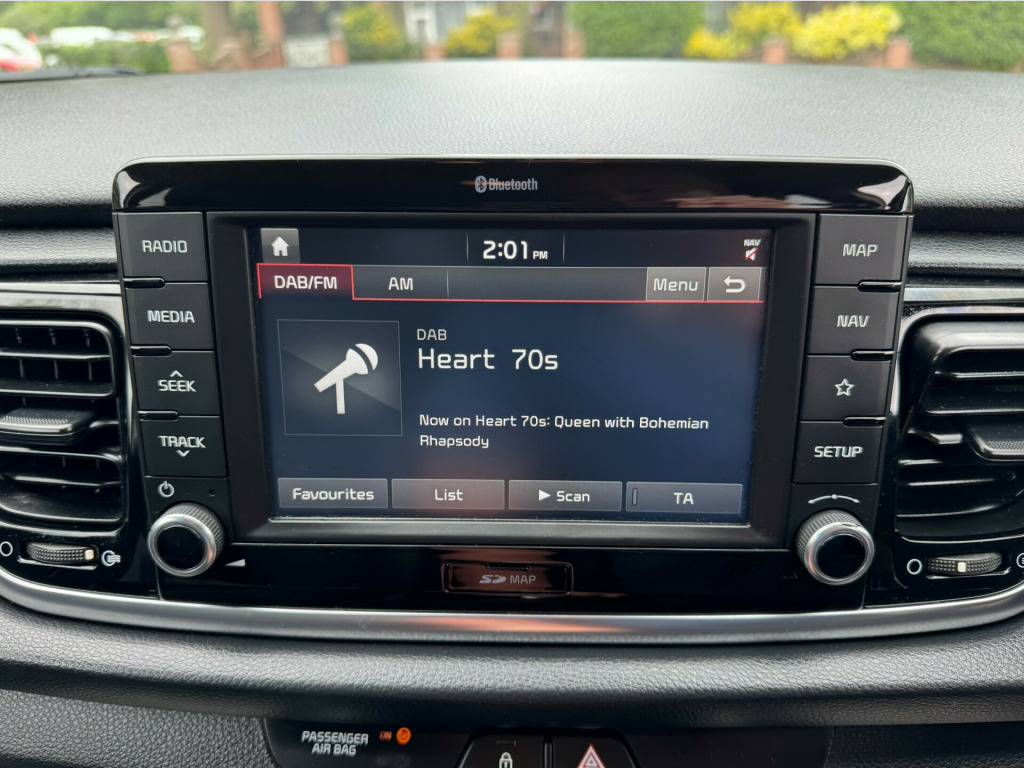 Bluetooth
RADIO
MEDIA
SEEK
TRACK
2:01 PM
NAV
DAB/FM
AM
Menu
DAB
Heart 70s
Now on Heart 70s: Queen with Bohemian
Rhapsody
Favourites
List
Scan
TA
MAP
NAV
SETUP
SD MAP
PASSENGER
AIR BAG
ON